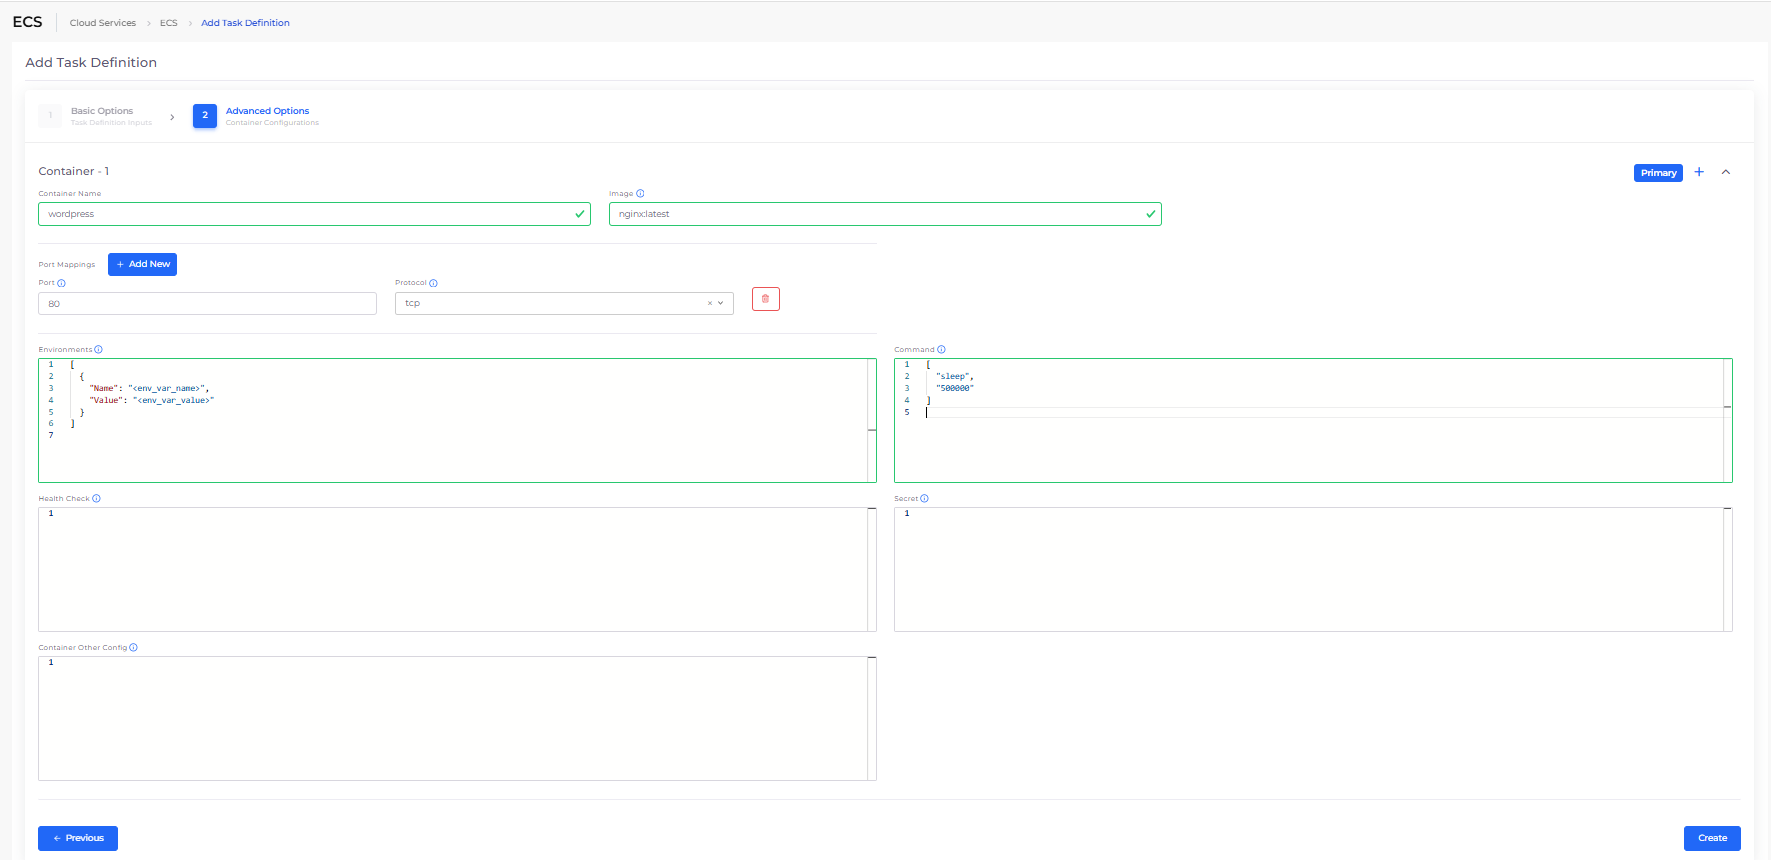 ECS Cloud Services > ECS > Add Task Definition
Add Task Definition
1 Basic Options > 2 Advanced Options
Task Definition Inputs Container Configurations
Container - 1 Primary +
Container Name Image
wordpress nginx:latest
Port Mappings + Add New
Port Protocol
80 tcp
Environments
1 [
2 {
3 "Name": "<env_var_name>",
4 "Value": "<env_var_value>"
5 }
6 ]
7
Command
1 [
2 "sleep",
3 "500000"
4 ]
5
Health Check Secret
1 1
Container Other Config
1
← Previous Create